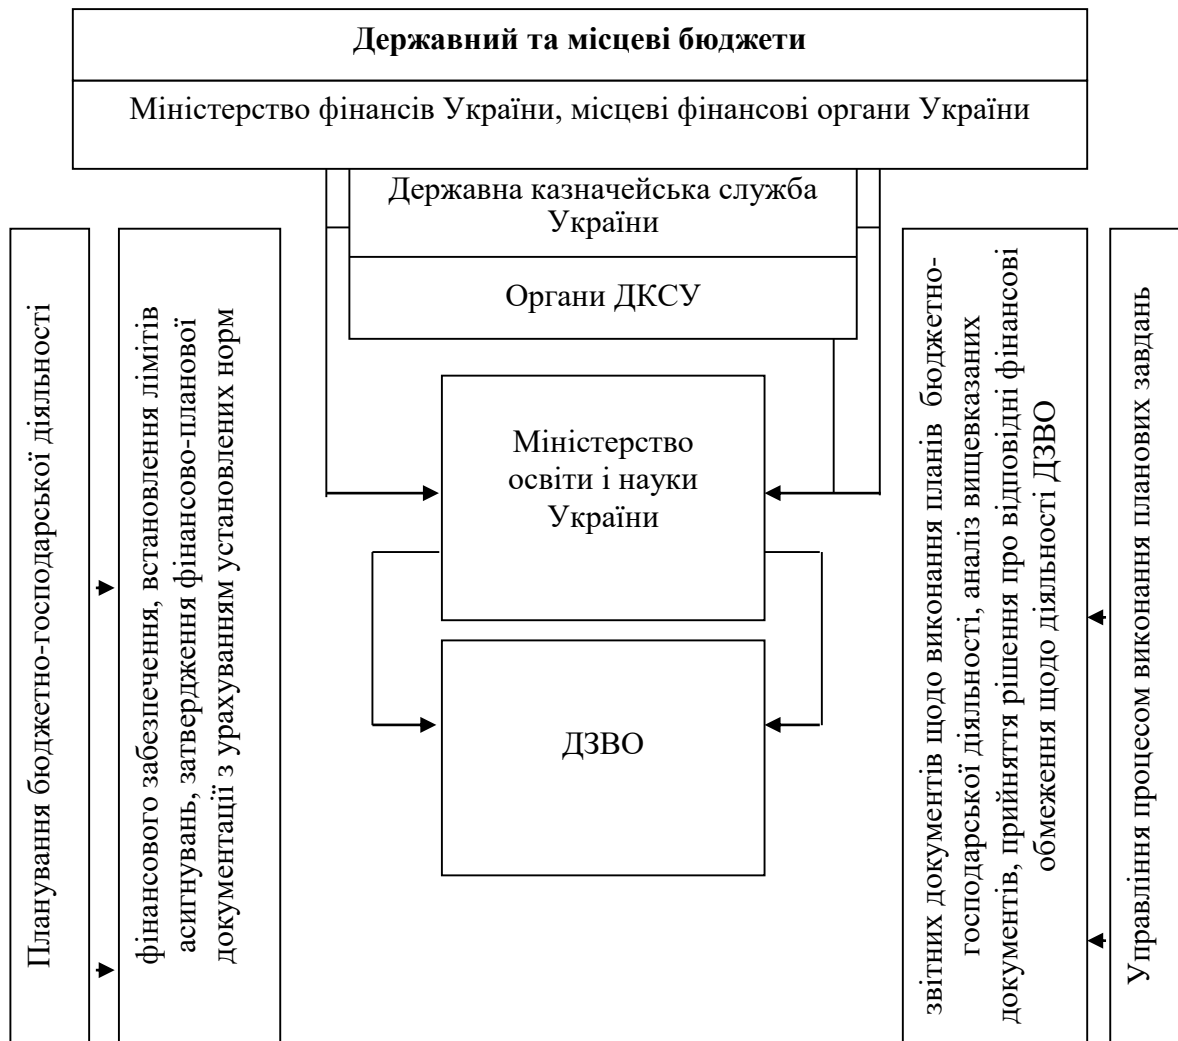 Державний та місцеві бюджети
Міністерство фінансів України, місцеві фінансові органи України
Державна казначейська служба
України
Органи ДКСУ
Планування бюджетно-господарської діяльності
фінансового забезпечення, встановлення лімітів
асигнувань, затвердження фінансово-планової
документації з урахуванням установлених норм
Міністерство
освіти і науки
України
ДЗВО
звітних документів щодо виконання планів бюджетно-
господарської діяльності, аналіз вищевказаних
документів, прийняття рішення про відповідні фінансові
обмеження щодо діяльності ДЗВО
Управління процесом виконання планових завдань